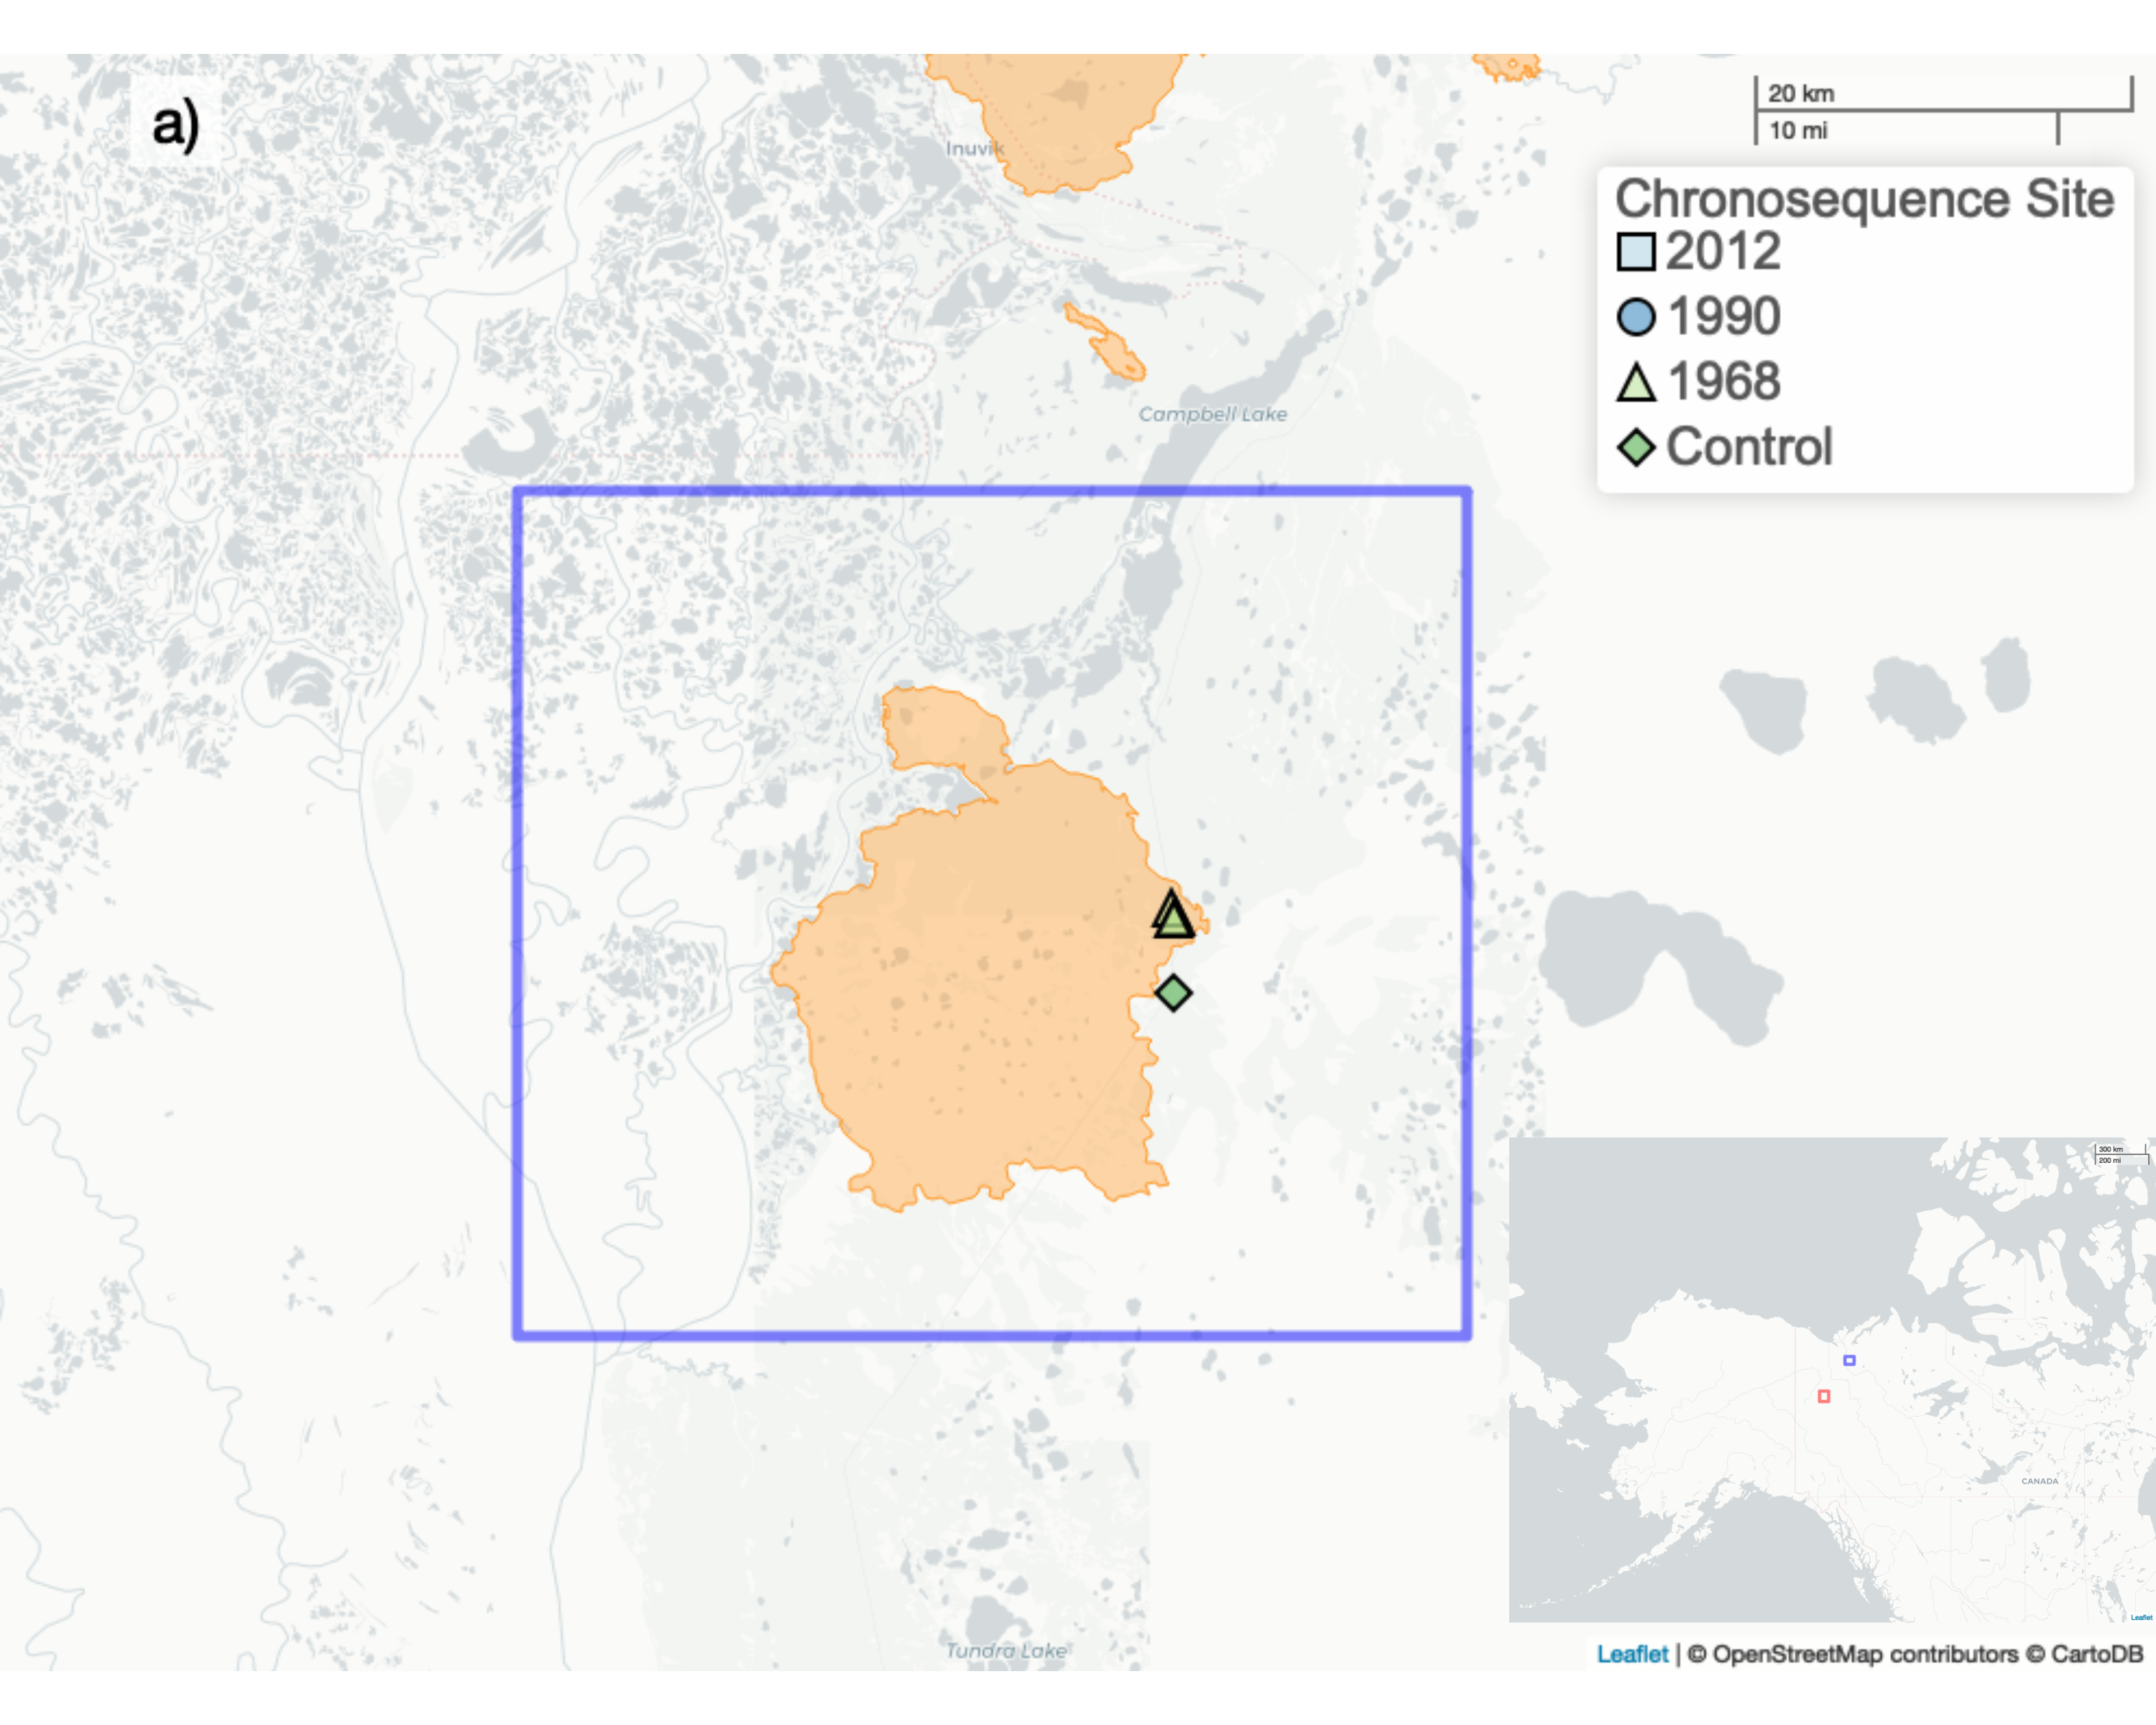 a)
Inuvik
20 km
10 mi
Chronosequence Site
2012
1990
1968
Control
Campbell Lake
300 km
200 mi
CANADA
Leaflet
Tundra Lake
Leaflet | © OpenStreetMap contributors © CartoDB